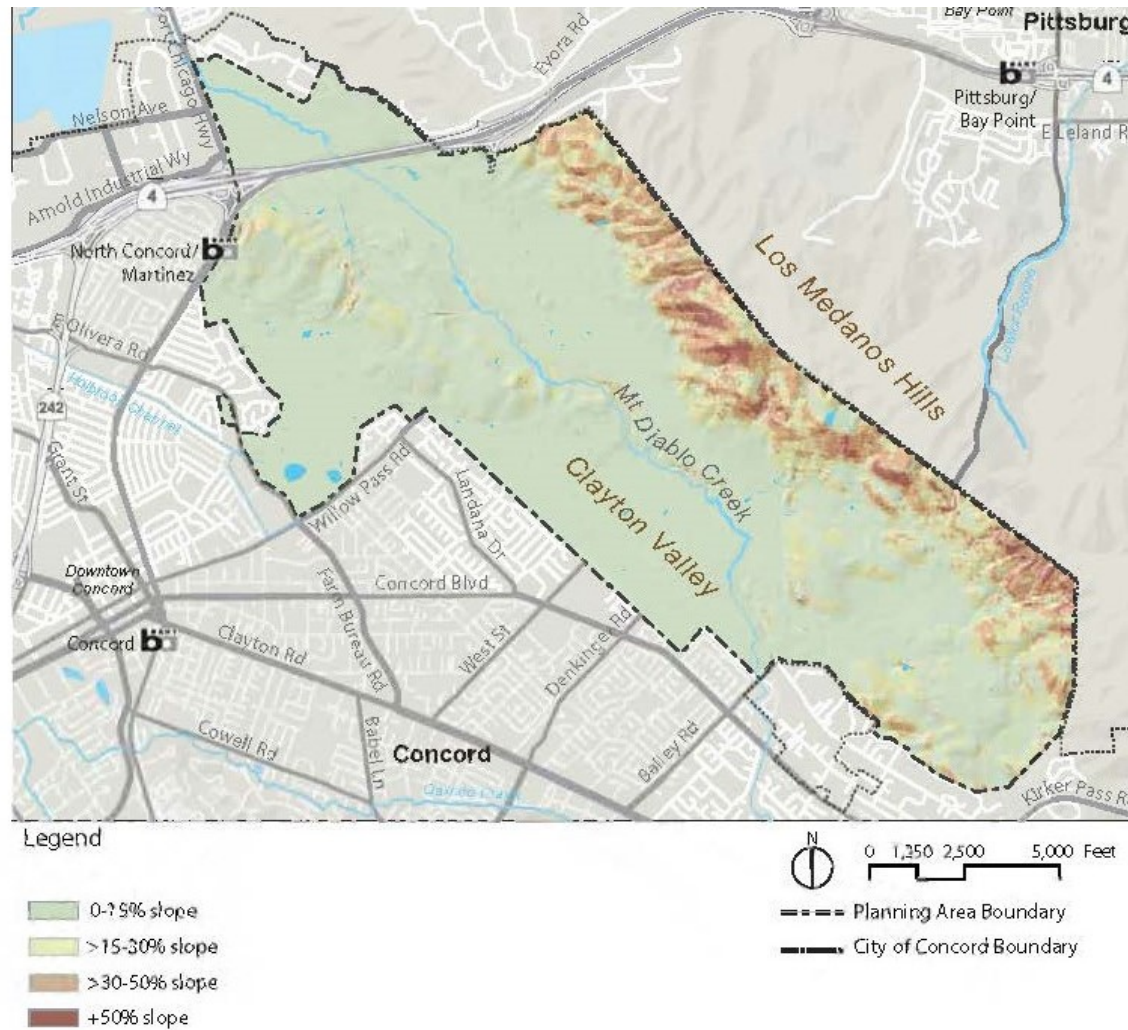 Bay Point
Pittsburg
Port Chicago Hwy
Evora Rd
4
Pittsburg/
Bay Point
E Leland R
Nelson Ave
Arnold Industrial Wy
4
North Concord/
Martinez
Los Medanos Hills
Olivera Rd
Holbrook Channel
242
Grant St
Mt Diablo Creek
Clayton Valley
Willow Pass Rd
Landana Dr
Downtown
Concord
Concord Blvd
Farm Bureau Rd
West St
Denkinger Rd
Concord
Clayton Rd
Bailey Rd
Cowell Rd
Babel Ln
Concord
Kirker Pass R
Legend
0-?5% slope
>15-30% slope
>30-50% slope
+50% slope
N
0 1,250 2,500 5,000 Feet
Planning Area Boundary
City of Concord Boundary